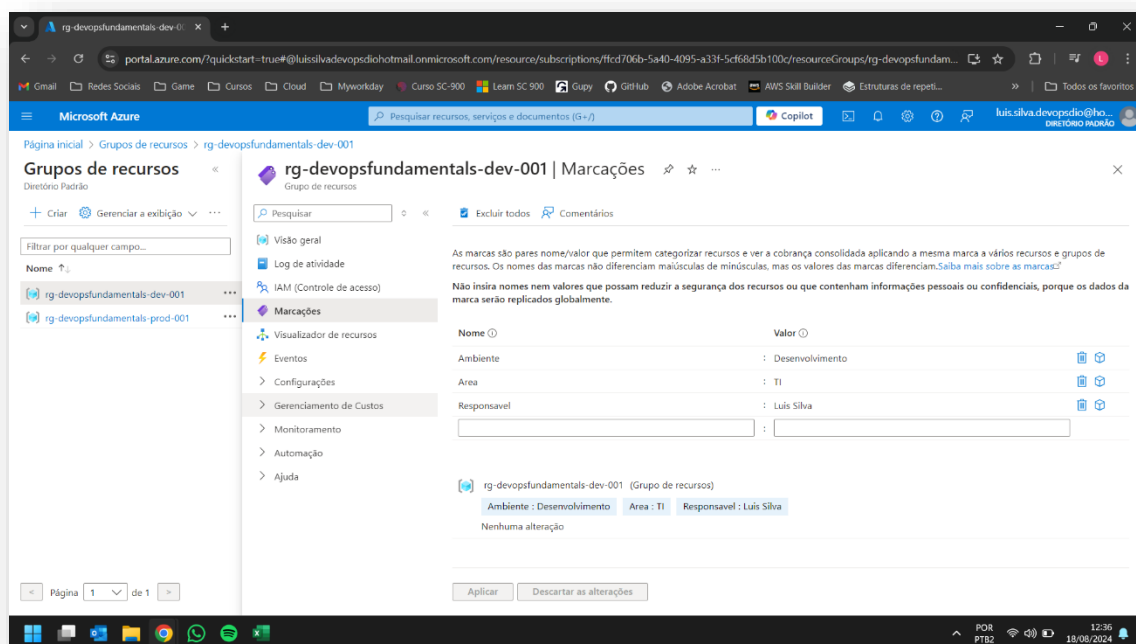 rg-devopsfundamentals-dev-0
portal.azure.com/?quickstart=true#@luissilvadevopsdiohotmail.onmicrosoft.com/resource/subscriptions/ffcd706b-5a40-4095-a33f-5cf68d5b100c/resourceGroups/rg-devopsfundam...
L
Gmail Redes Sociais Game Cursos Cloud Myworkday Curso SC-900 Learn SC 900 Gupy GitHub Adobe Acrobat AWS Skill Builder Estruturas de repeti... » Todos os favoritos
Microsoft Azure
Pesquisar recursos, serviços e documentos (G+/)
Copilot
luis.silva.devopsdio@ho...
DIRETÓRIO PADRÃO
Página inicial > Grupos de recursos > rg-devopsfundamentals-dev-001
Grupos de recursos
Diretório Padrão
+ Criar Gerenciar a exibição ...
Filtrar por qualquer campo...
Nome ↑↓
rg-devopsfundamentals-dev-001 ...
rg-devopsfundamentals-prod-001 ...
< Página 1 de 1 >
rg-devopsfundamentals-dev-001 | Marcações ...
Grupo de recursos
Pesquisar
Visão geral
Log de atividade
IAM (Controle de acesso)
Marcações
Visualizador de recursos
Eventos
Configurações
Gerenciamento de Custos
Monitoramento
Automação
Ajuda
Excluir todos Comentários
As marcas são pares nome/valor que permitem categorizar recursos e ver a cobrança consolidada aplicando a mesma marca a vários recursos e grupos de
recursos. Os nomes das marcas não diferenciam maiúsculas de minúsculas, mas os valores das marcas diferenciam.Saiba mais sobre as marcas
Não insira nomes nem valores que possam reduzir a segurança dos recursos ou que contenham informações pessoais ou confidenciais, porque os dados da
marca serão replicados globalmente.
Nome Valor
Ambiente : Desenvolvimento
Area : TI
Responsavel : Luis Silva
:
rg-devopsfundamentals-dev-001 (Grupo de recursos)
Ambiente : Desenvolvimento Area : TI Responsavel : Luis Silva
Nenhuma alteração
Aplicar Descartar as alterações
POR
PTB2
12:36
18/08/2024